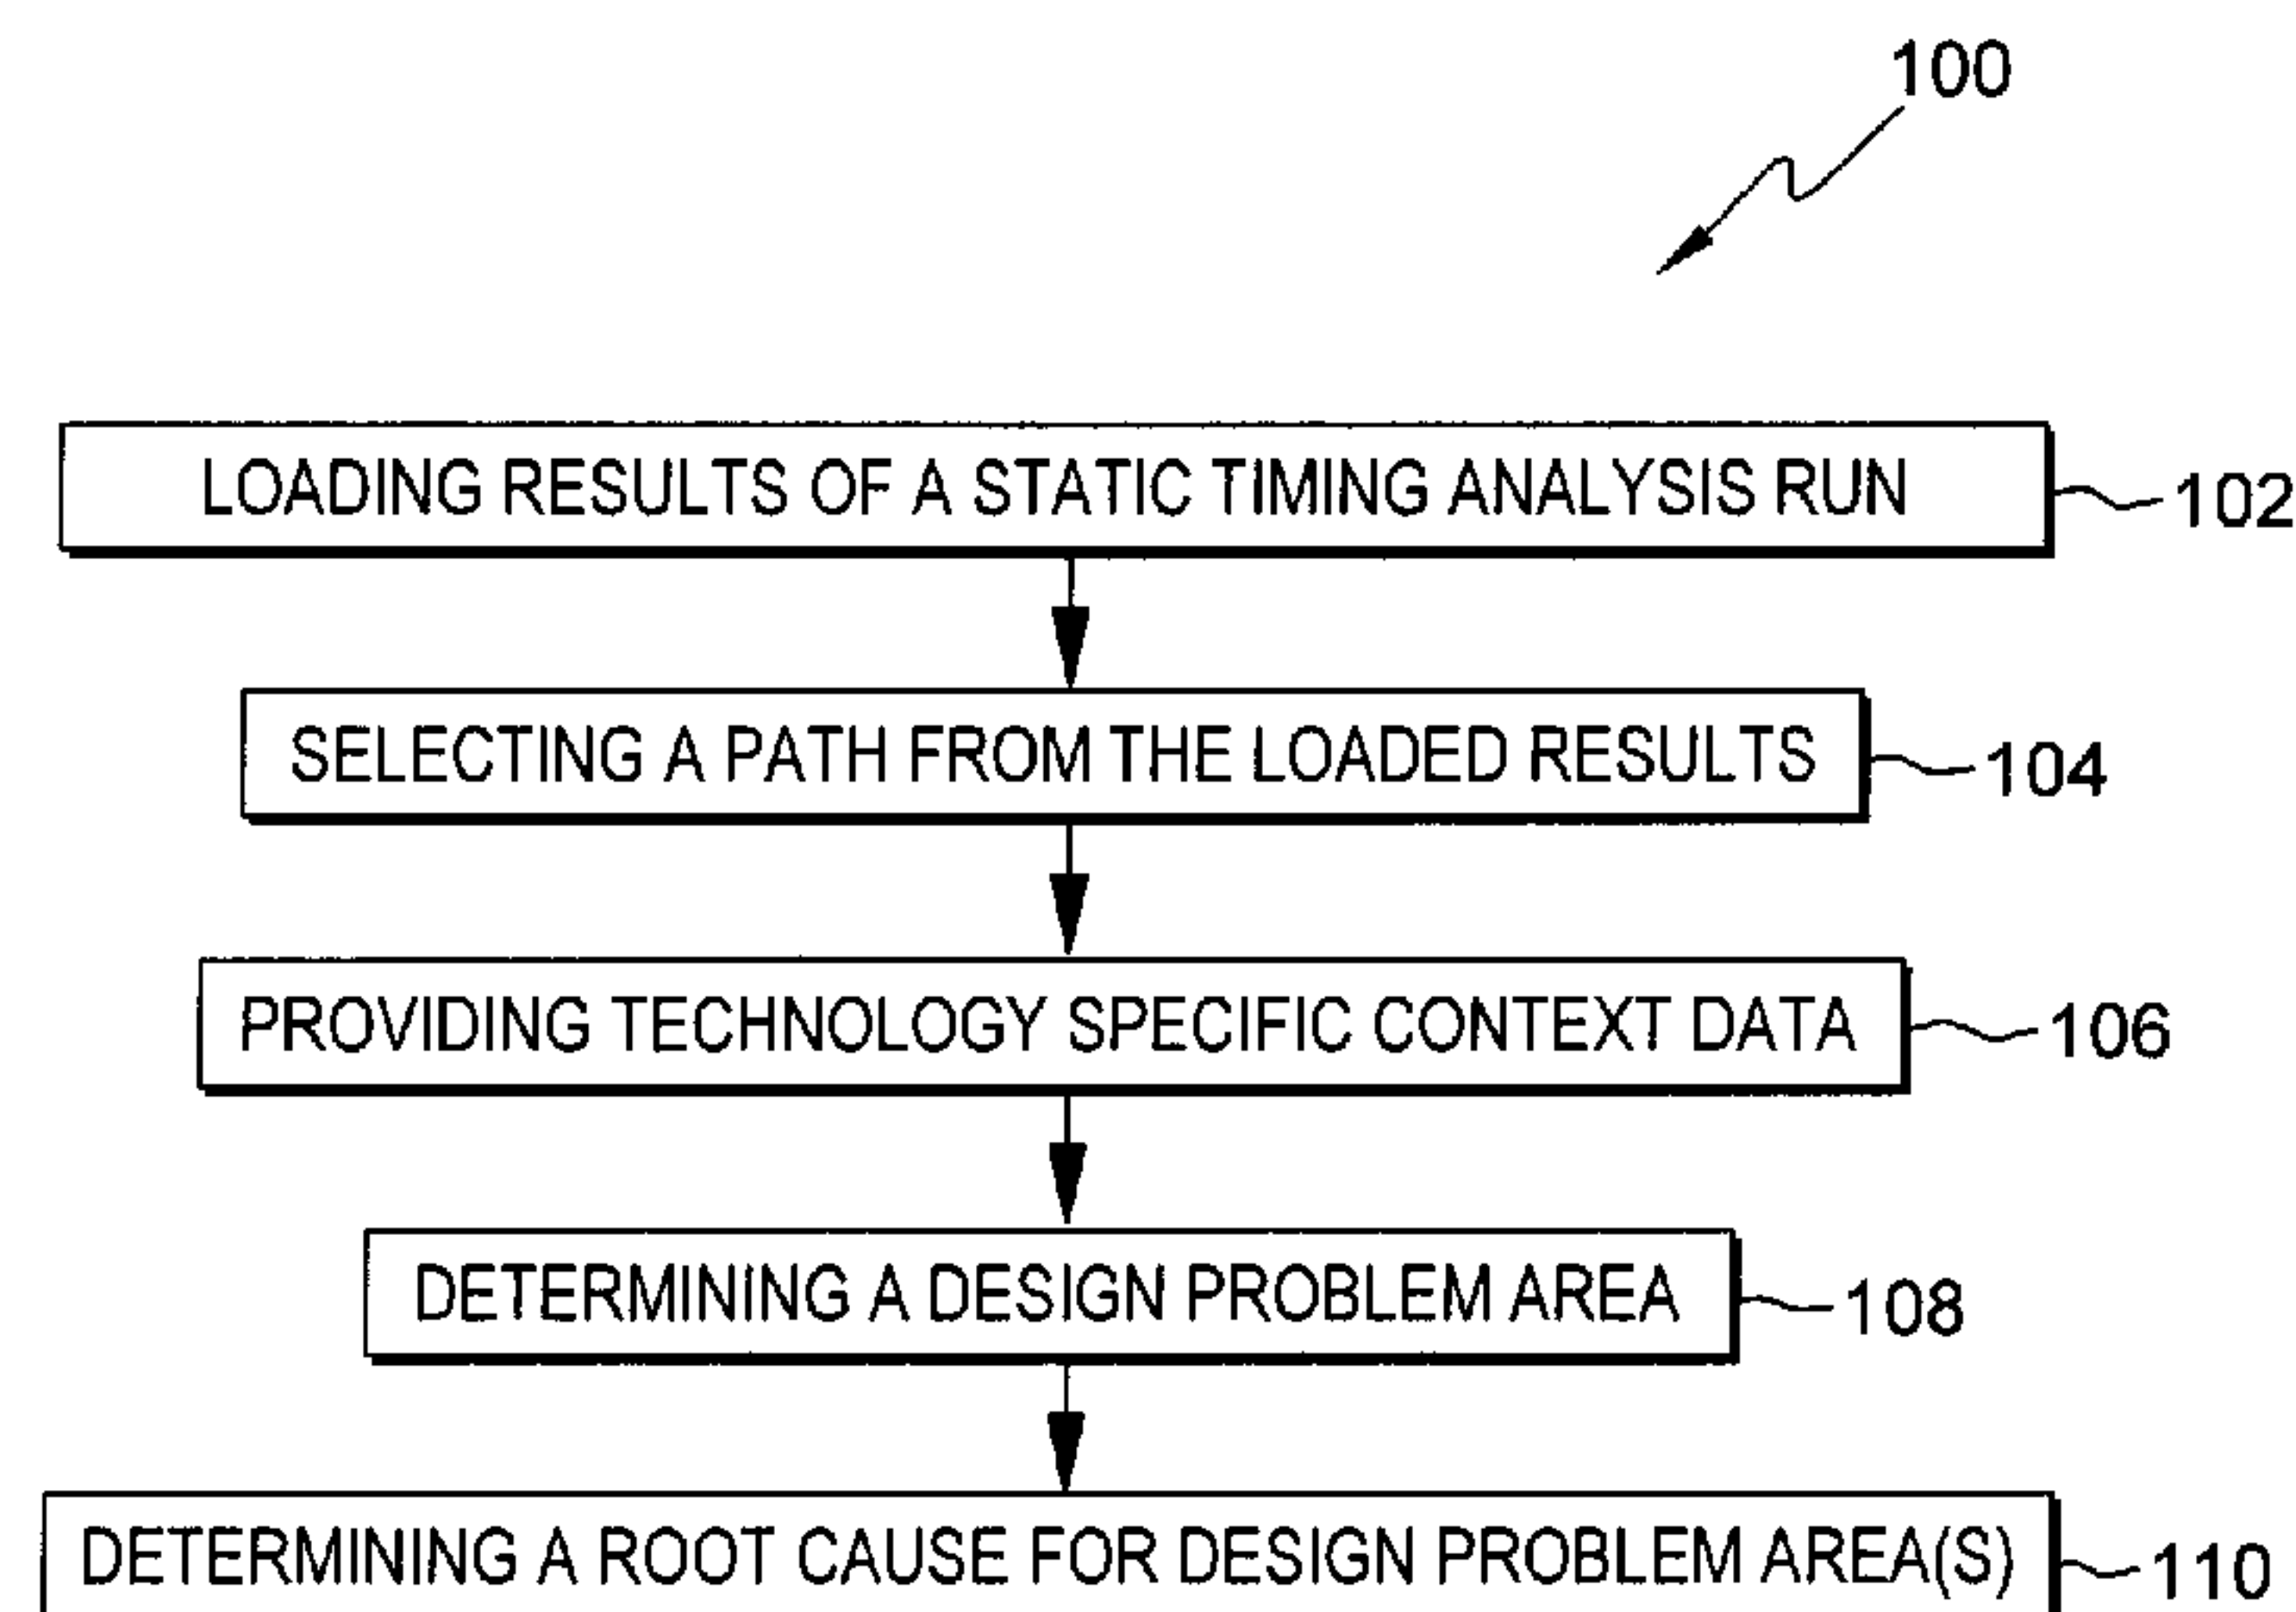 100
LOADING RESULTS OF A STATIC TIMING ANALYSIS RUN
102
SELECTING A PATH FROM THE LOADED RESULTS
104
PROVIDING TECHNOLOGY SPECIFIC CONTEXT DATA
106
DETERMINING A DESIGN PROBLEM AREA
108
DETERMINING A ROOT CAUSE FOR DESIGN PROBLEM AREA(S)
110